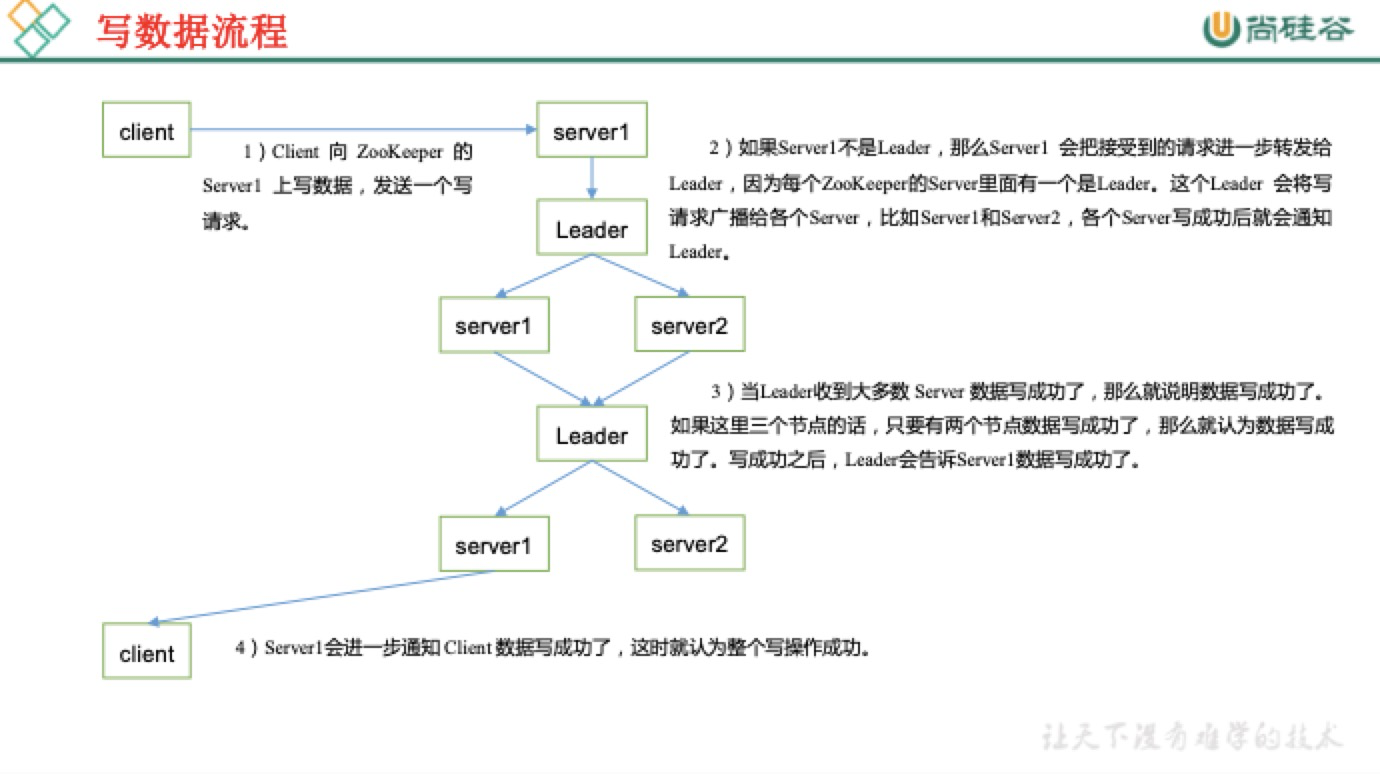 写数据流程
尚硅谷
client
server1
1）Client 向 ZooKeeper 的
Server1 上写数据，发送一个写
请求。
2）如果Server1不是Leader，那么Server1 会把接受到的请求进一步转发给
Leader，因为每个ZooKeeper的Server里面有一个是Leader。这个Leader 会将写
请求广播给各个Server，比如Server1和Server2，各个Server写成功后就会通知
Leader。
Leader
server1
server2
3）当Leader收到大多数 Server 数据写成功了，那么就说明数据写成功了。
如果这里三个节点的话，只要有两个节点数据写成功了，那么就认为数据写成
功了。写成功之后，Leader会告诉Server1数据写成功了。
Leader
server1
server2
client
4）Server1会进一步通知 Client 数据写成功了，这时就认为整个写操作成功。
让天下没有难学的技术